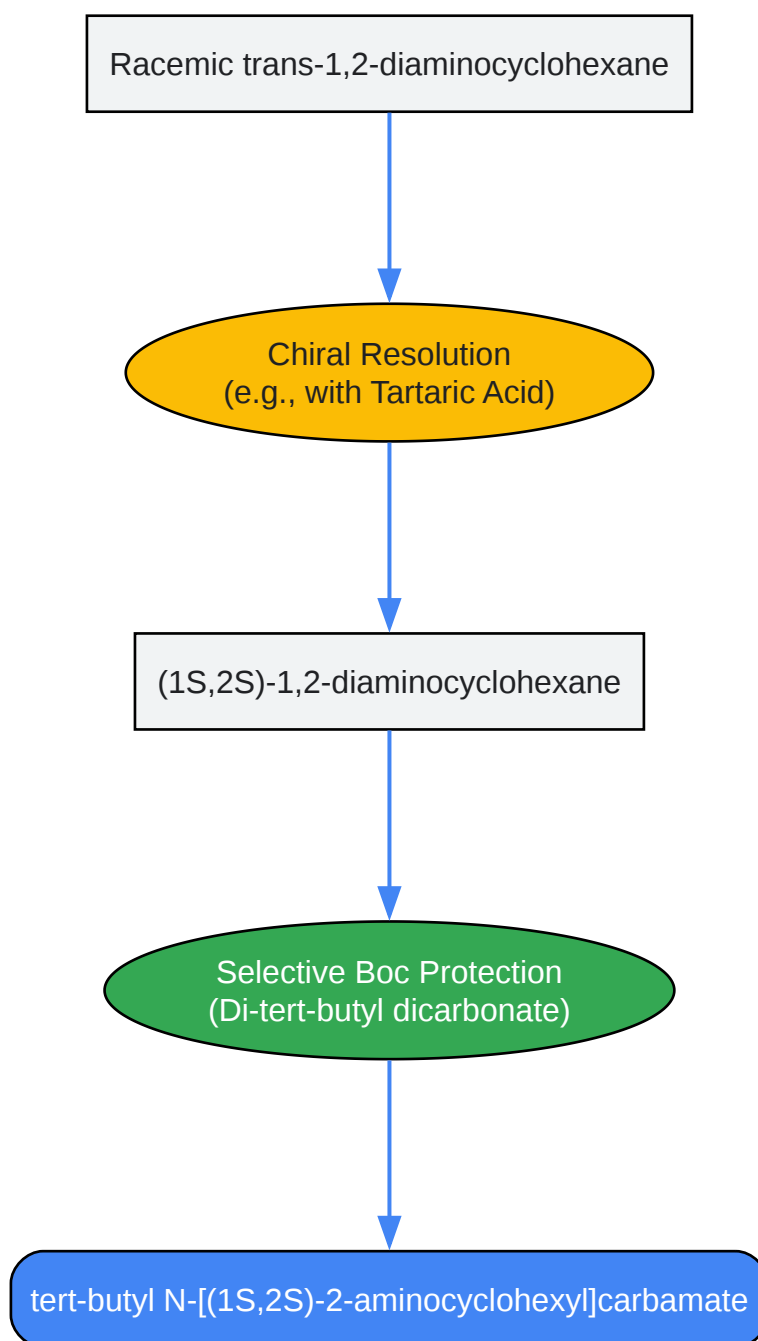 Racemic trans-1,2-diaminocyclohexane
Chiral Resolution
(e.g., with Tartaric Acid)
(1S,2S)-1,2-diaminocyclohexane
Selective Boc Protection
(Di-tert-butyl dicarbonate)
tert-butyl N-[(1S,2S)-2-aminocyclohexyl]carbamate